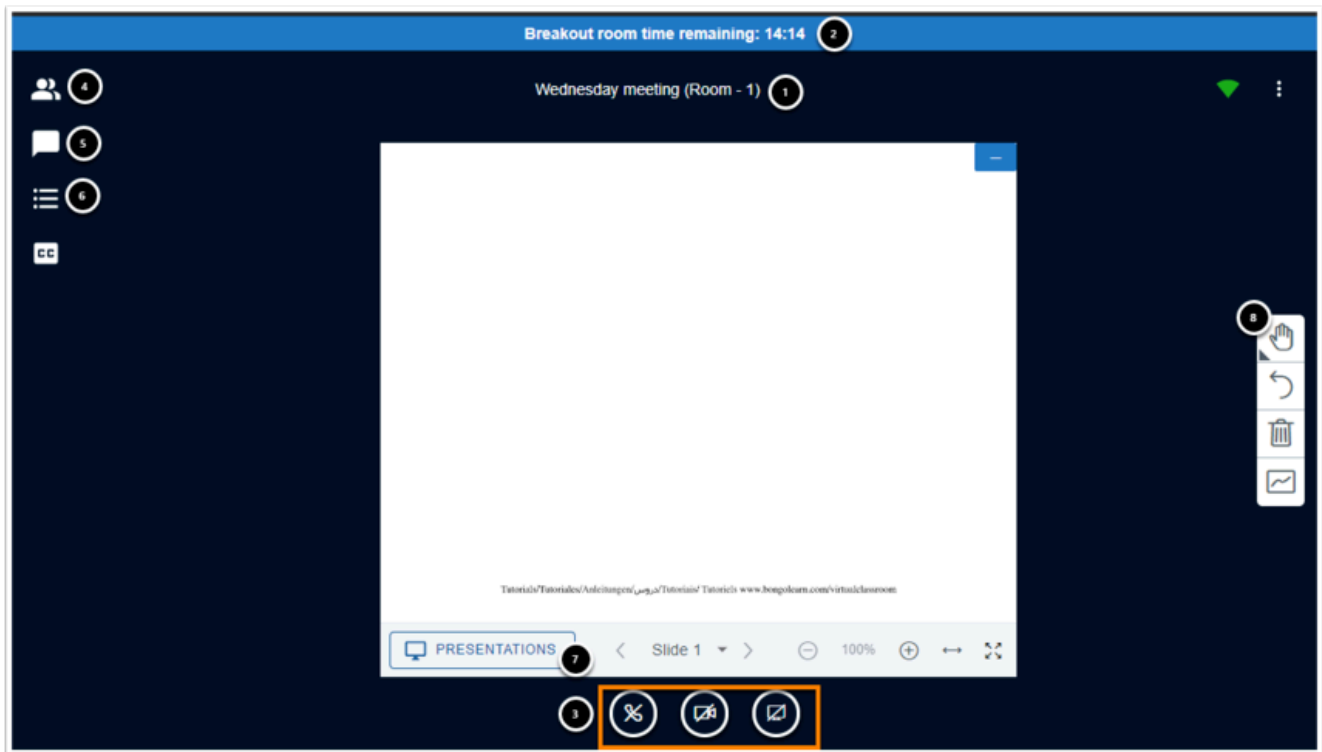 Breakout room time remaining: 14:14 2
4
Wednesday meeting (Room - 1) 1
5
6
CC
8
Tutorials/Tutoriales/Anleitungen/دروس/Tutoriais/ Tutoriels www.bongolearn.com/virtualclassroom
PRESENTATIONS 7 Slide 1 100%
3